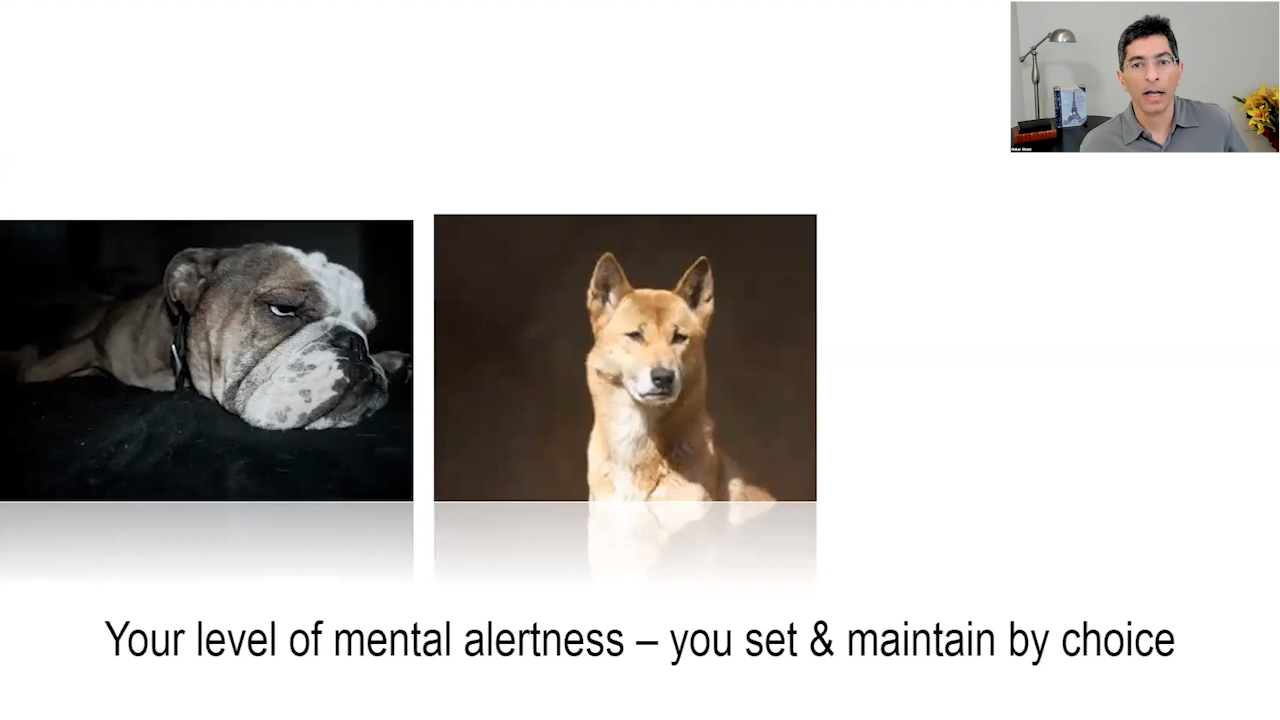 Your level of mental alertness – you set & maintain by choice